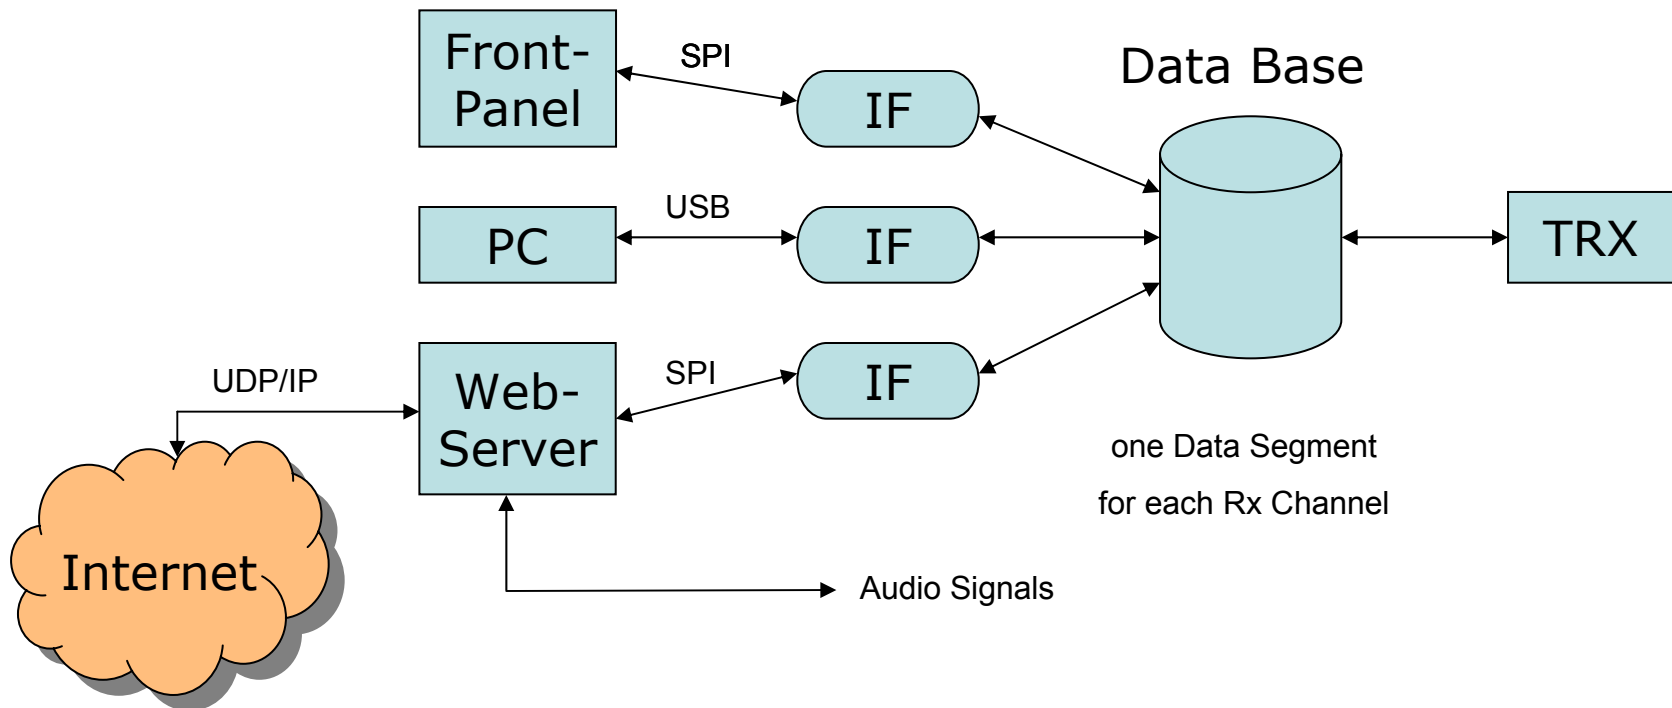 Front-
Panel
SPI
IF
Data Base
PC
USB
IF
TRX
UDP/IP
Web-
Server
SPI
IF
one Data Segment
for each Rx Channel
Internet
Audio Signals